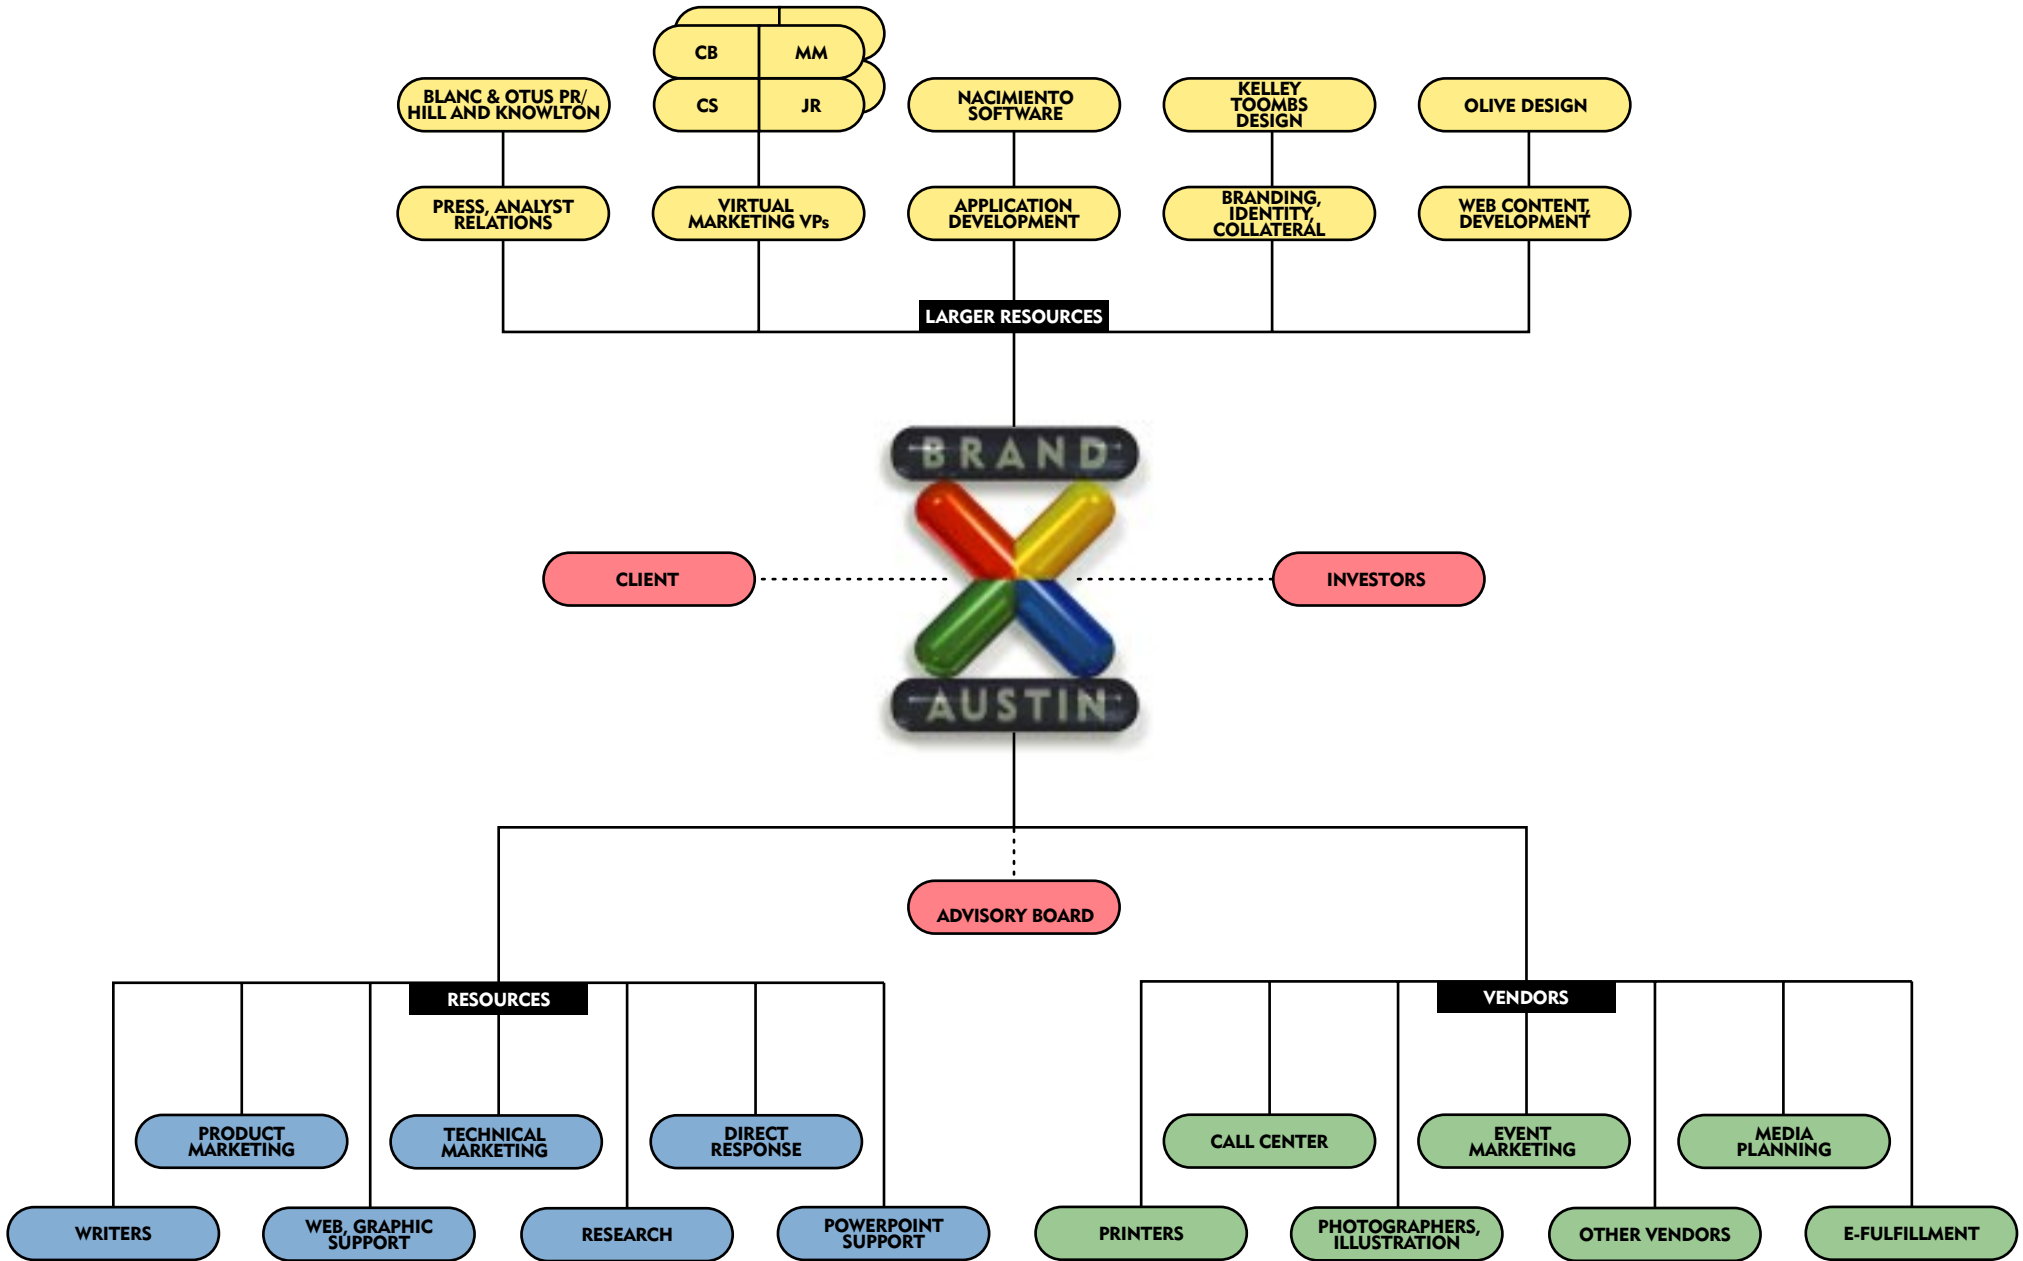 CB MM
CS JR
BLANC & OTUS PR/
HILL AND KNOWLTON
NACIMIENTO
SOFTWARE
KELLEY
TOOMBS
DESIGN
OLIVE DESIGN
PRESS, ANALYST
RELATIONS
VIRTUAL
MARKETING VPs
APPLICATION
DEVELOPMENT
BRANDING,
IDENTITY,
COLLATERAL
WEB CONTENT,
DEVELOPMENT
LARGER RESOURCES
BRAND
CLIENT
INVESTORS
AUSTIN
ADVISORY BOARD
RESOURCES
VENDORS
PRODUCT
MARKETING
TECHNICAL
MARKETING
DIRECT
RESPONSE
CALL CENTER
EVENT
MARKETING
MEDIA
PLANNING
WRITERS
WEB, GRAPHIC
SUPPORT
RESEARCH
POWERPOINT
SUPPORT
PRINTERS
PHOTOGRAPHERS,
ILLUSTRATION
OTHER VENDORS
E-FULFILLMENT